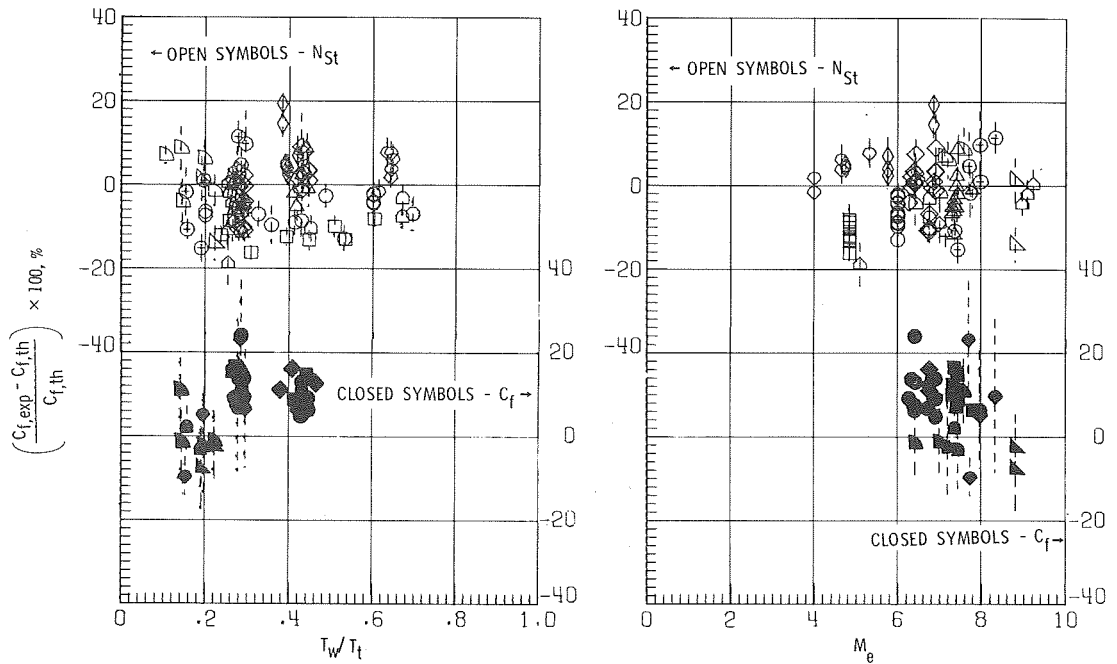 40
← OPEN SYMBOLS - N_St
20
0
-20
-40
(C_f,exp - C_f,th / C_f,th) × 100, %
40
20
CLOSED SYMBOLS - C_f →
0
-20
-40
0 .2 .4 .6 .8 1.0
T_w/T_t
40
← OPEN SYMBOLS - N_St
20
0
-20
-40
40
20
0
-20
CLOSED SYMBOLS - C_f →
-40
0 2 4 6 8 10
M_e